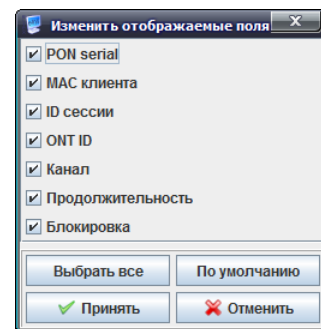 Изменить отображаемые поля
PON serial
MAC клиента
ID сессии
ONT ID
Канал
Продолжительность
Блокировка
Выбрать все
По умолчанию
Принять
Отменить